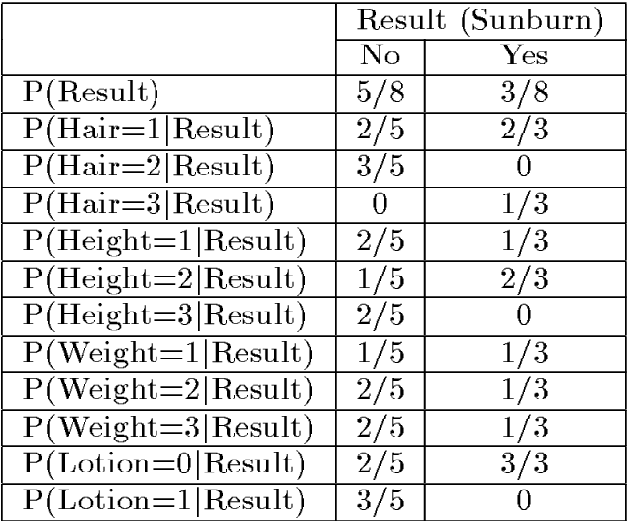 Result (Sunburn)
No Yes
P(Result) 5/8 3/8
P(Hair=1|Result) 2/5 2/3
P(Hair=2|Result) 3/5 0
P(Hair=3|Result) 0 1/3
P(Height=1|Result) 2/5 1/3
P(Height=2|Result) 1/5 2/3
P(Height=3|Result) 2/5 0
P(Weight=1|Result) 1/5 1/3
P(Weight=2|Result) 2/5 1/3
P(Weight=3|Result) 2/5 1/3
P(Lotion=0|Result) 2/5 3/3
P(Lotion=1|Result) 3/5 0